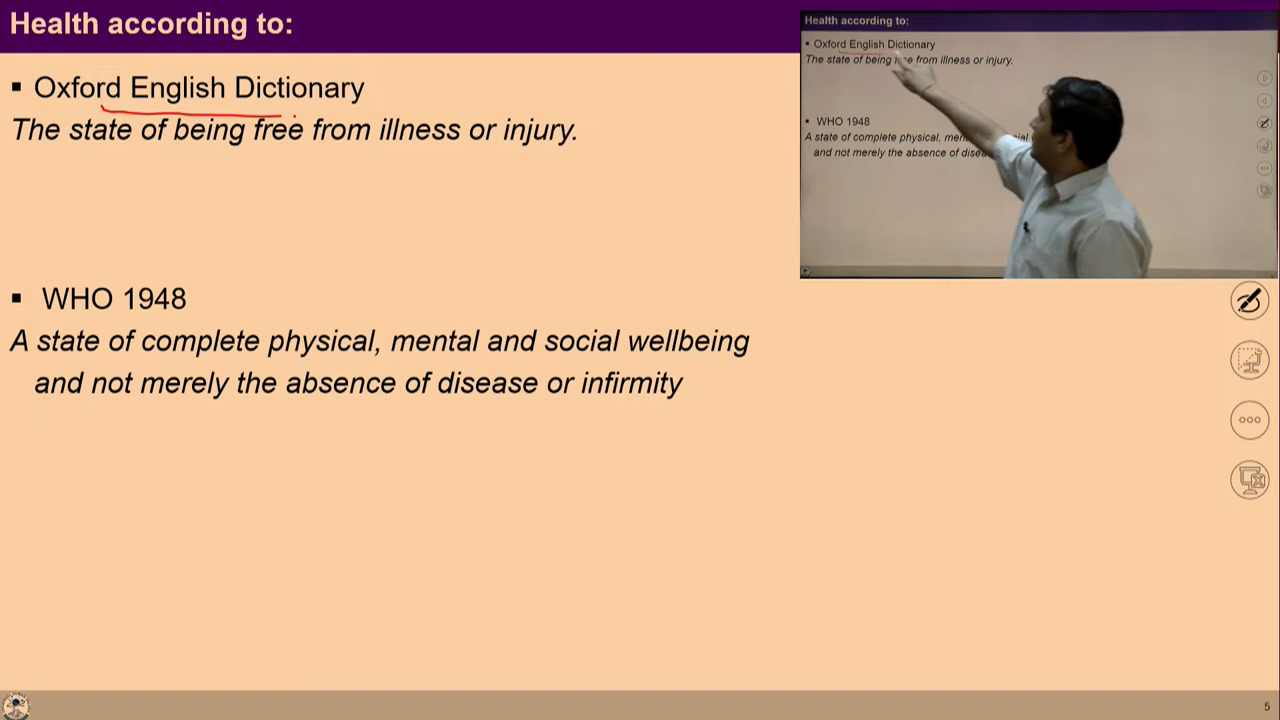 Health according to:
▪ Oxford English Dictionary
The state of being free from illness or injury.
▪ WHO 1948
A state of complete physical, mental and social wellbeing
and not merely the absence of disease or infirmity
5
Health according to:
▪ Oxford English Dictionary
The state of being from illness or injury.
▪ WHO 1948
A state of complete physical,
and not merely the absence of